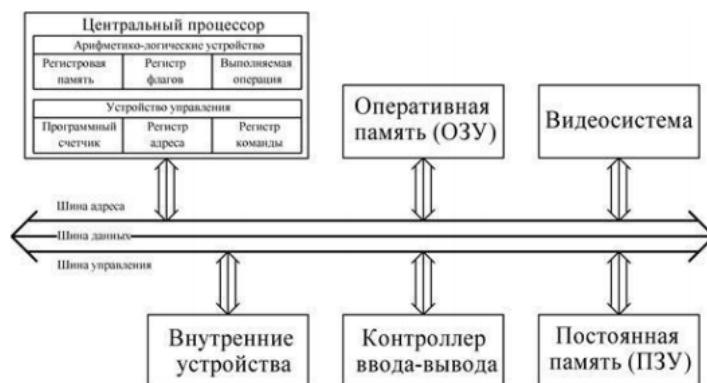 Центральный процессор
Арифметико-логические устройство
Регистровая память
Регистр флагов
Выполняемая операция
Устройство управления
Программный счетчик
Регистр адреса
Регистр команды
Оперативная
память (ОЗУ)
Видеосистема
Шина адреса
Шина данных
Шина управления
Внутренние
устройства
Контроллер
ввода-вывода
Постоянная
память (ПЗУ)